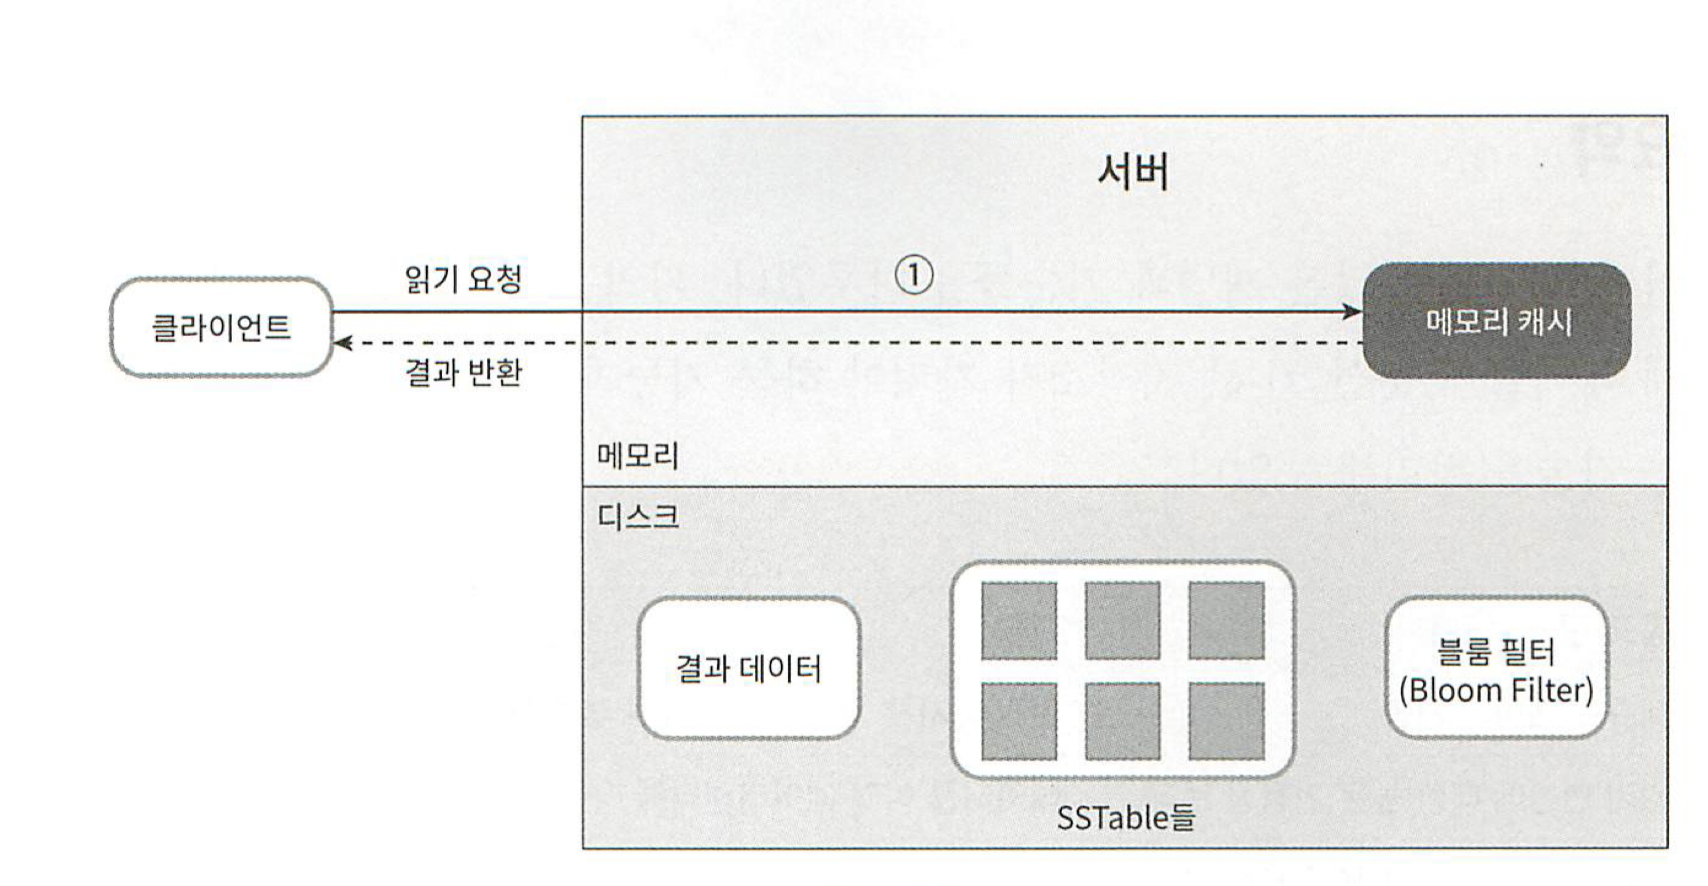 서버
읽기 요청
①
클라이언트
메모리 캐시
결과 반환
메모리
디스크
결과 데이터
블룸 필터
(Bloom Filter)
SSTable들